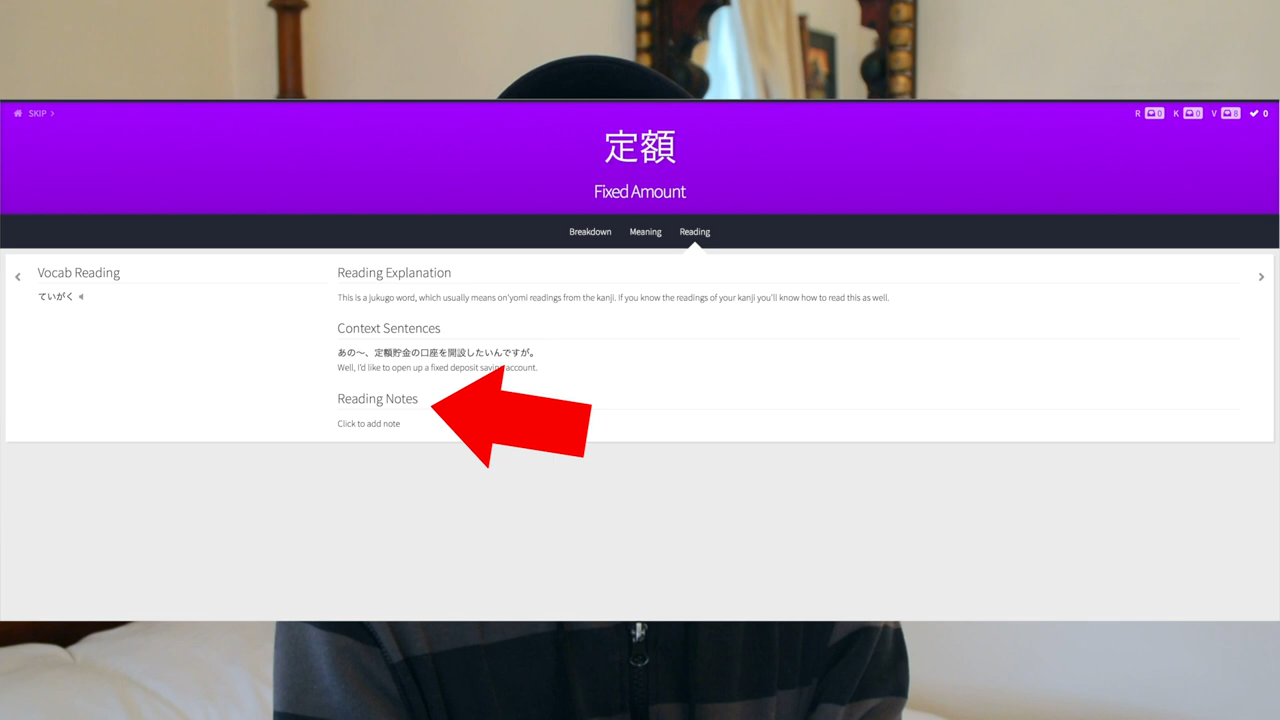 SKIP
R 0 K 0 V 8 0
定額
Fixed Amount
Breakdown Meaning Reading
Vocab Reading
ていがく
Reading Explanation
This is a jukugo word, which usually means on'yomi readings from the kanji. If you know the readings of your kanji you'll know how to read this as well.
Context Sentences
あの〜、定額貯金の口座を開設したいんですが。
Well, I'd like to open up a fixed deposit saving account.
Reading Notes
Click to add note